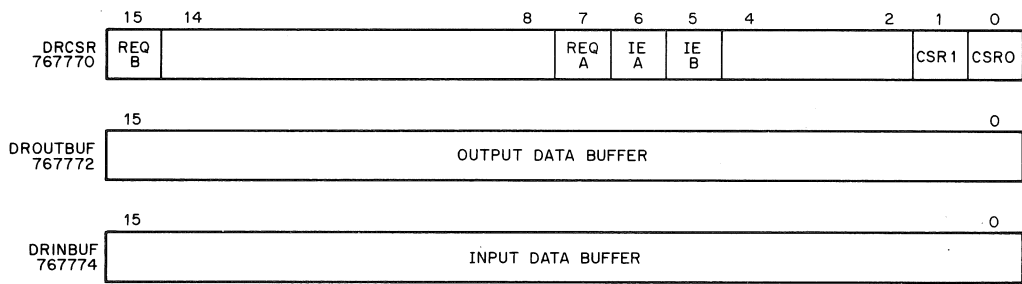 15 14 8 7 6 5 4 2 1 0
DRCSR
767770
REQ
B
REQ
A
IE
A
IE
B
CSR1
CSR0
15 0
DROUTBUF
767772
OUTPUT DATA BUFFER
15 0
DRINBUF
767774
INPUT DATA BUFFER